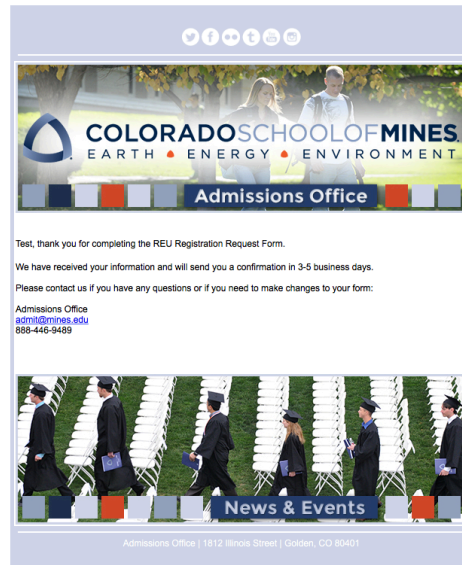 COLORADOSCHOOLOFMINES
EARTH ENERGY ENVIRONMENT
Admissions Office
Test, thank you for completing the REU Registration Request Form.
We have received your information and will send you a confirmation in 3-5 business days.
Please contact us if you have any questions or if you need to make changes to your form:
Admissions Office
admit@mines.edu
888-446-9489
News & Events
Admissions Office | 1812 Illinois Street | Golden, CO 80401